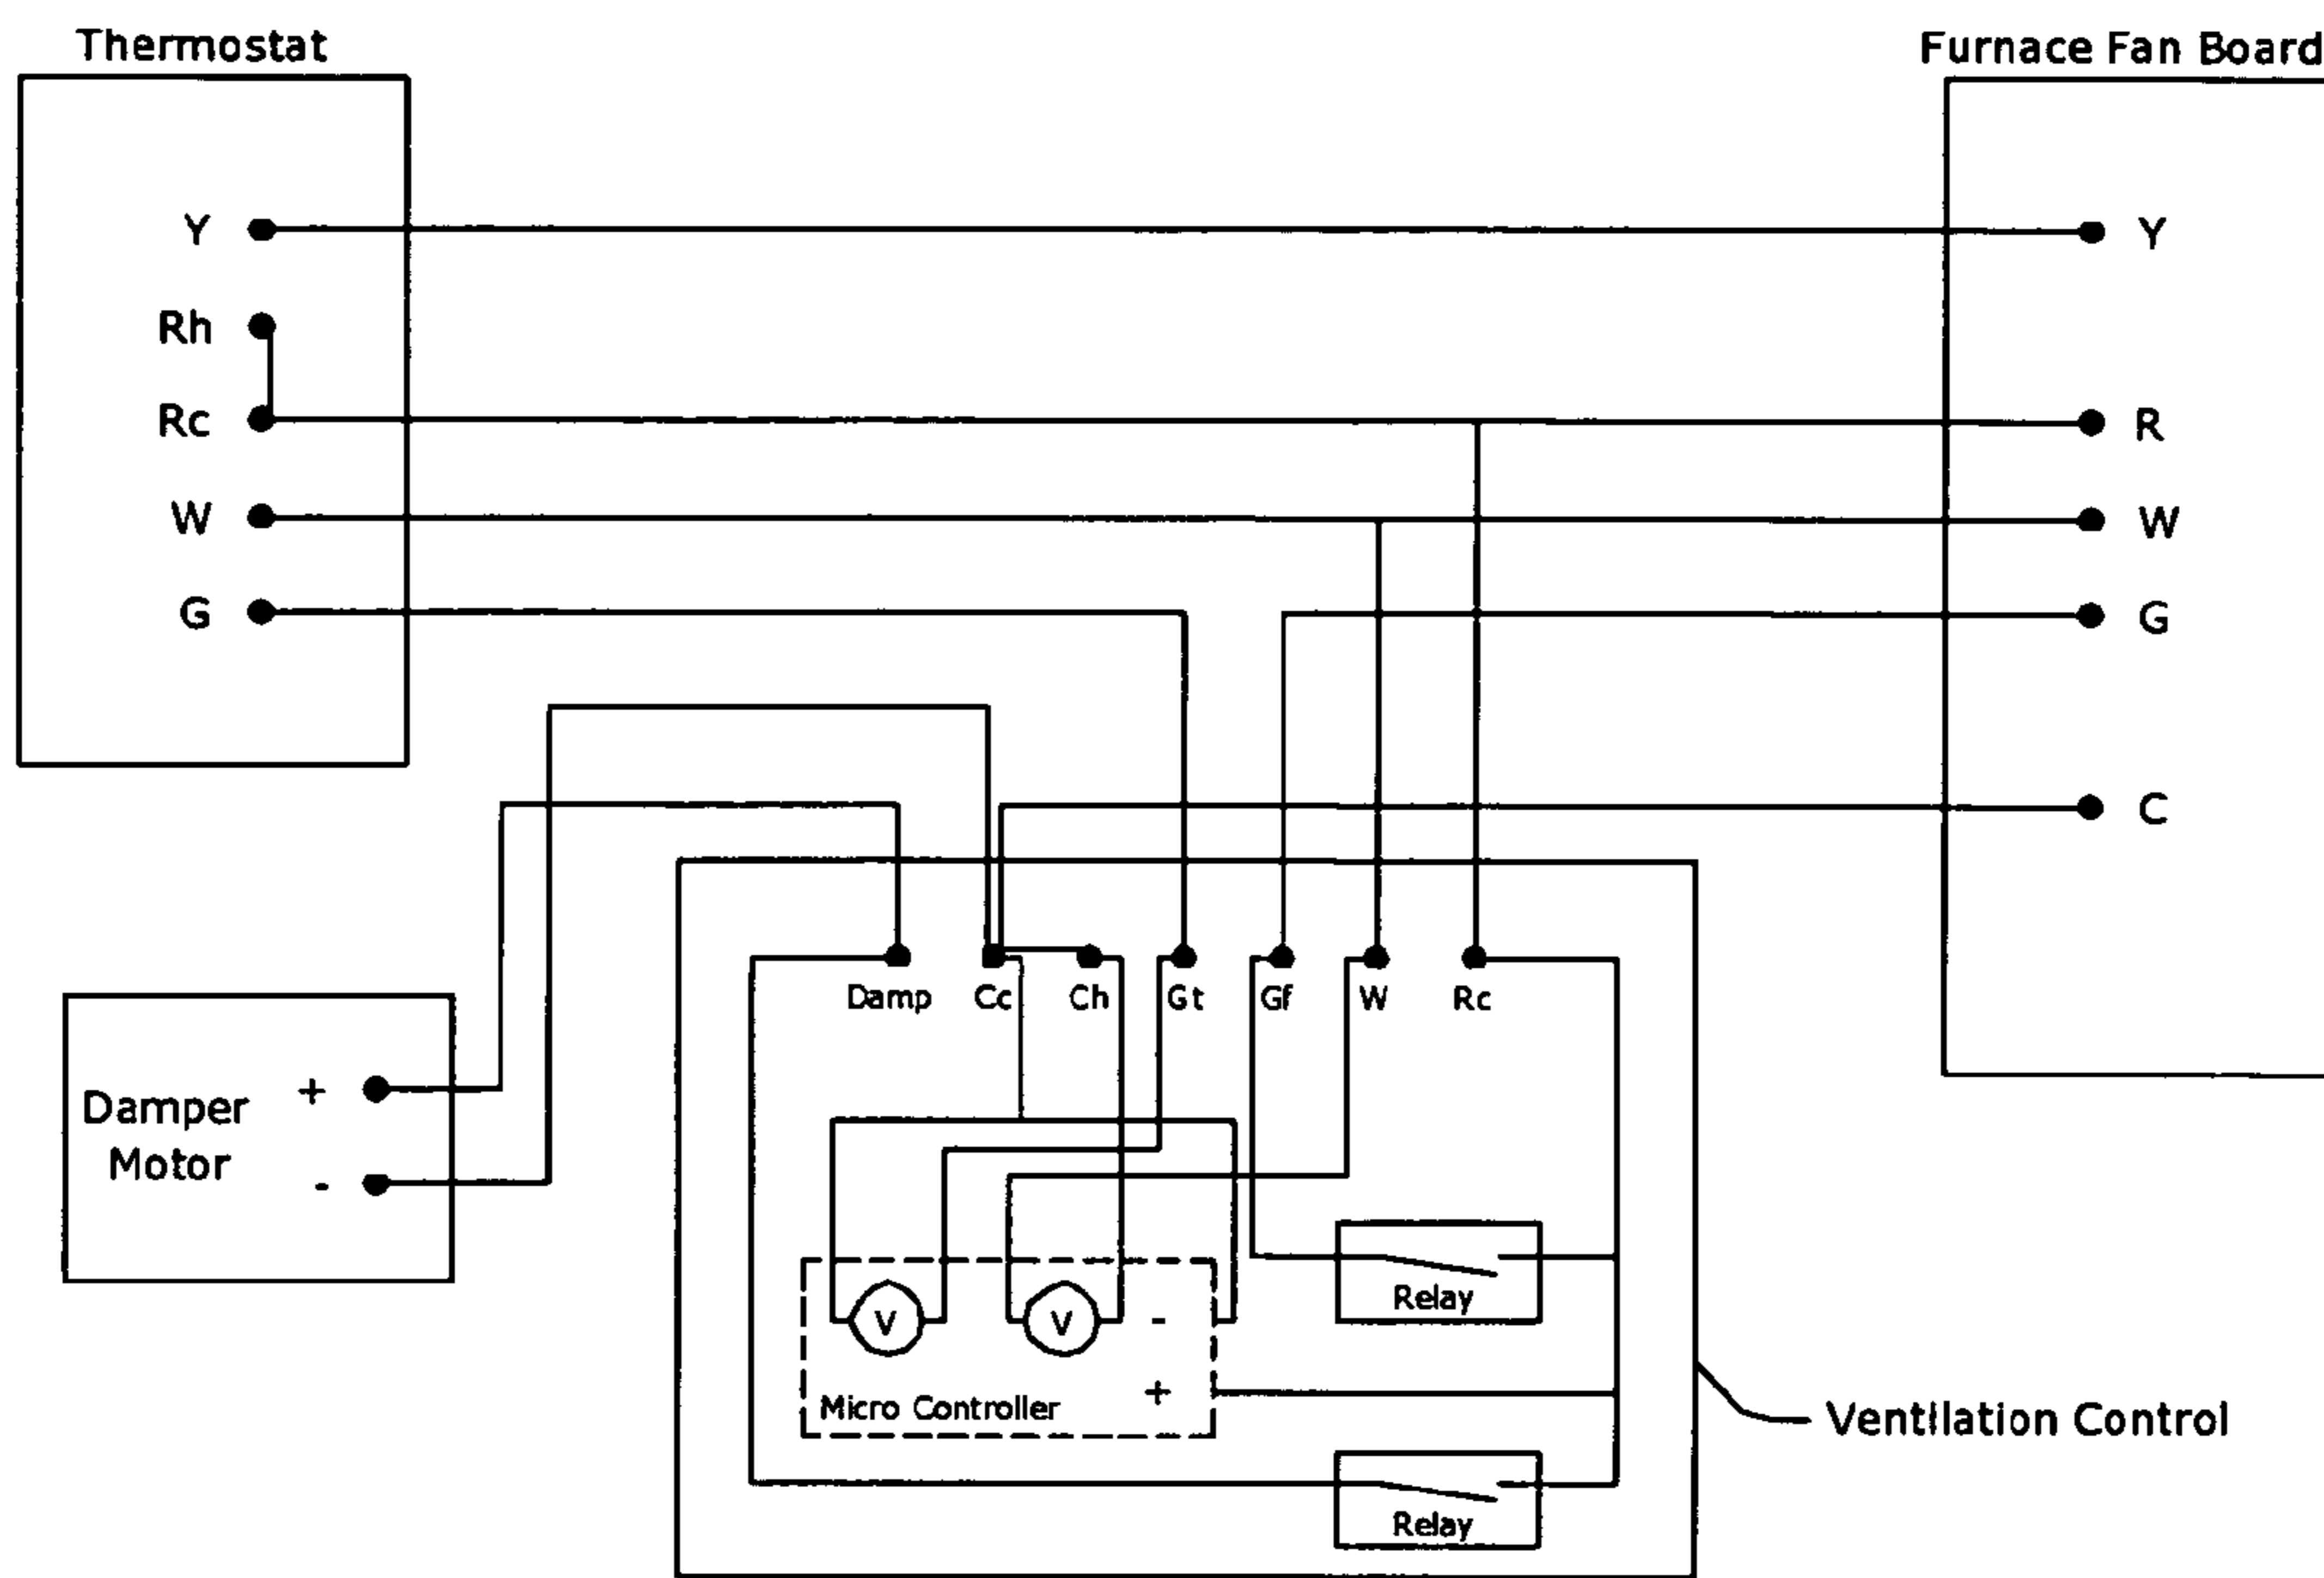 Thermostat
Furnace Fan Board
Y
Y
Rh
Rc
R
W
W
G
G
C
Damp Cc Ch Gt Gf W Rc
+
Damper
Motor
-
V V -
+
Micro Controller
Relay
Relay
Ventilation Control